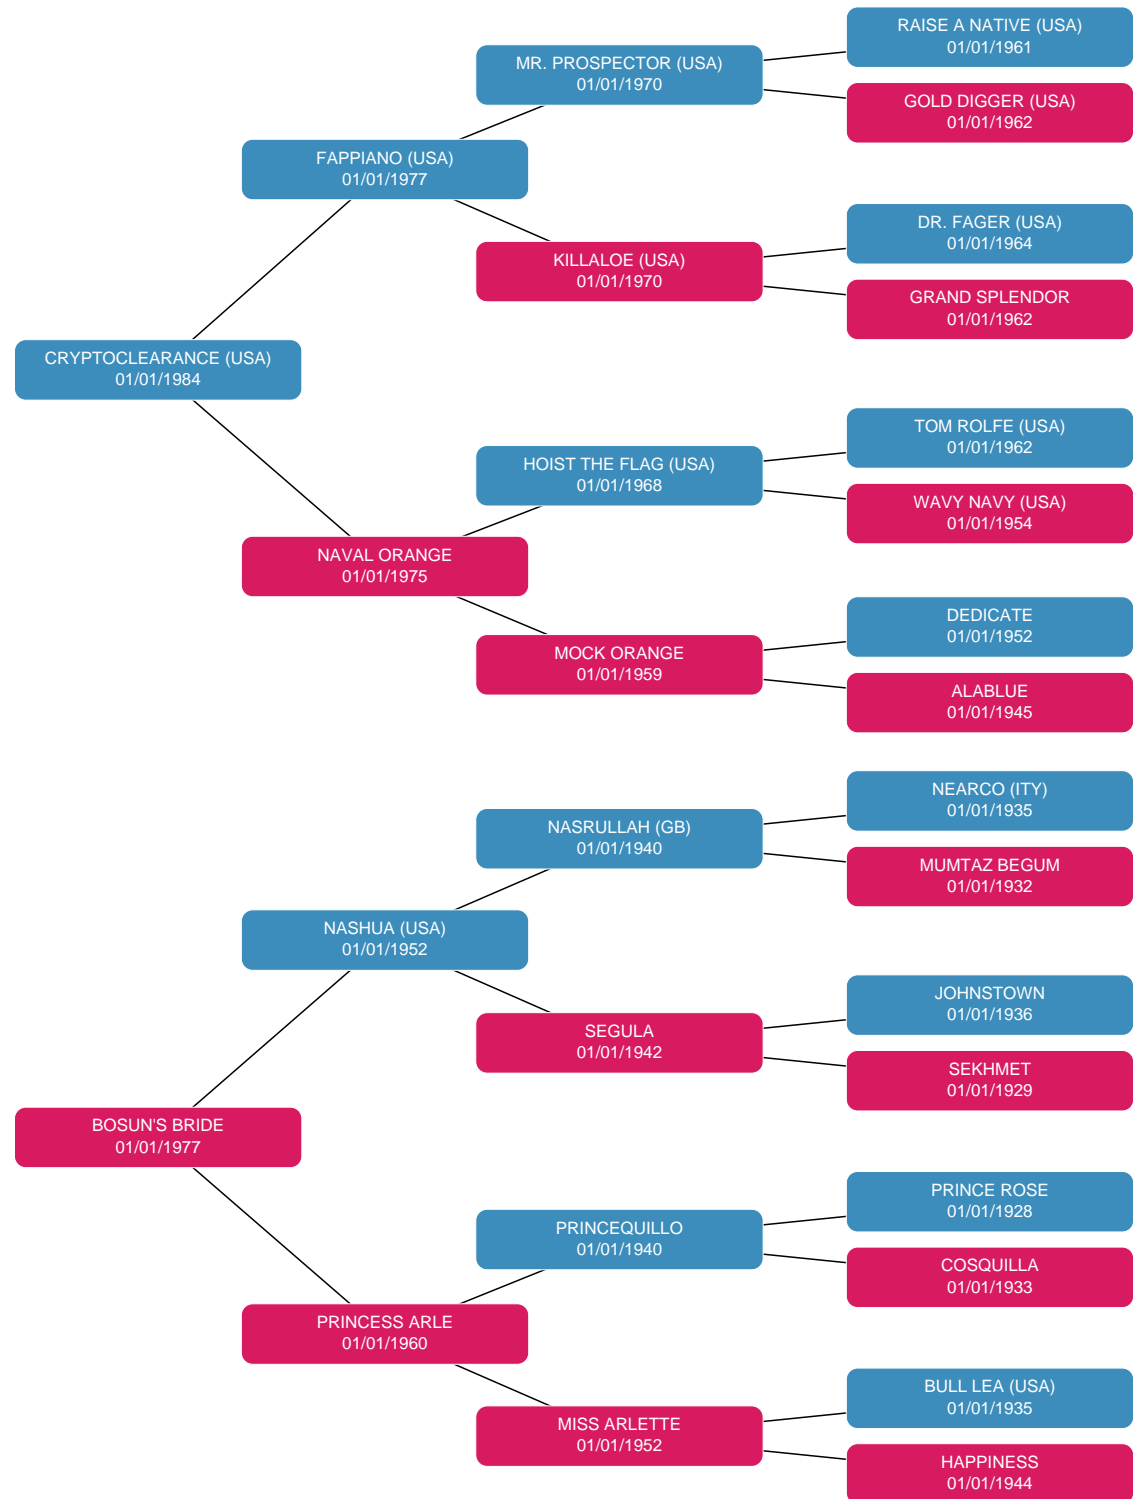 RAISE A NATIVE (USA)
01/01/1961
MR. PROSPECTOR (USA)
01/01/1970
GOLD DIGGER (USA)
01/01/1962
FAPPIANO (USA)
01/01/1977
DR. FAGER (USA)
01/01/1964
KILLALOE (USA)
01/01/1970
GRAND SPLENDOR
01/01/1962
CRYPTOCLEARANCE (USA)
01/01/1984
TOM ROLFE (USA)
01/01/1962
HOIST THE FLAG (USA)
01/01/1968
WAVY NAVY (USA)
01/01/1954
NAVAL ORANGE
01/01/1975
DEDICATE
01/01/1952
MOCK ORANGE
01/01/1959
ALABLUE
01/01/1945
NEARCO (ITY)
01/01/1935
NASRULLAH (GB)
01/01/1940
MUMTAZ BEGUM
01/01/1932
NASHUA (USA)
01/01/1952
JOHNSTOWN
01/01/1936
SEGULA
01/01/1942
SEKHMET
01/01/1929
BOSUN'S BRIDE
01/01/1977
PRINCE ROSE
01/01/1928
PRINCEQUILLO
01/01/1940
COSQUILLA
01/01/1933
PRINCESS ARLE
01/01/1960
BULL LEA (USA)
01/01/1935
MISS ARLETTE
01/01/1952
HAPPINESS
01/01/1944